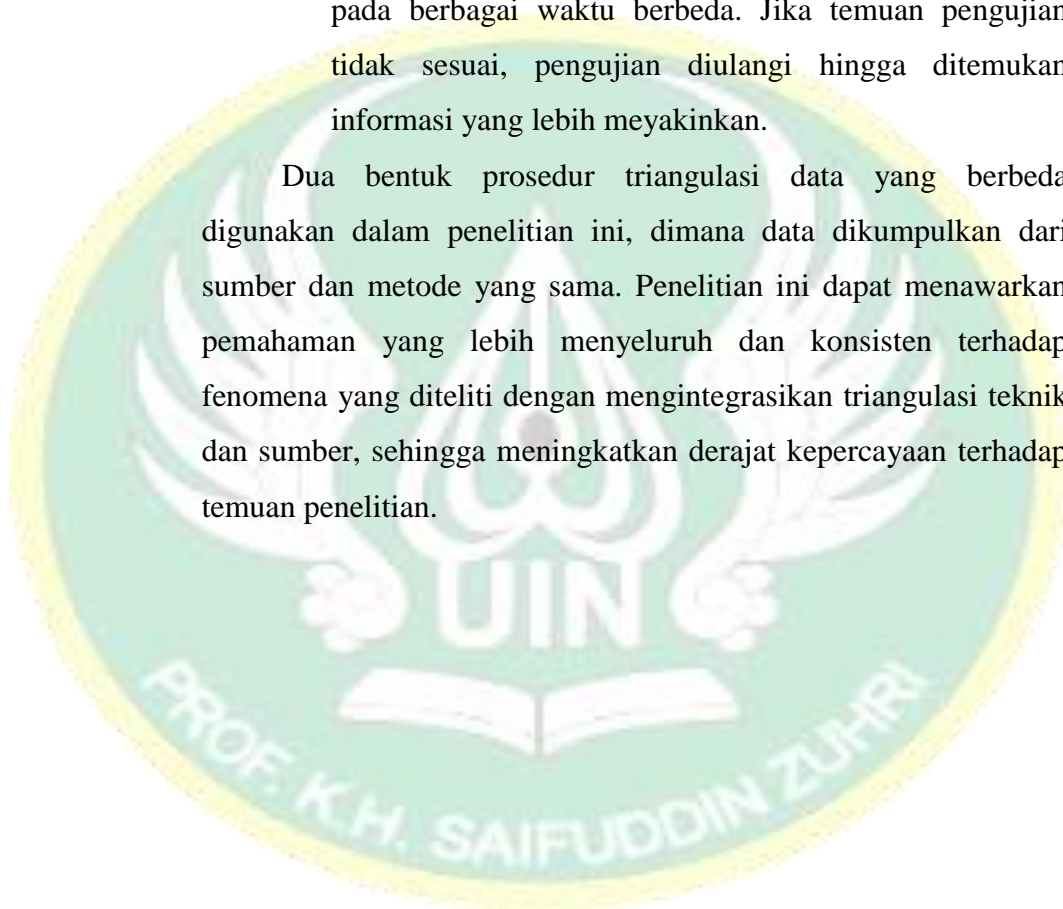 pada berbagai waktu berbeda. Jika temuan pengujian
tidak sesuai, pengujian diulangi hingga ditemukan
informasi yang lebih meyakinkan.
Dua bentuk prosedur triangulasi data yang berbeda
digunakan dalam penelitian ini, dimana data dikumpulkan dari
sumber dan metode yang sama. Penelitian ini dapat menawarkan
pemahaman yang lebih menyeluruh dan konsisten terhadap
fenomena yang diteliti dengan mengintegrasikan triangulasi teknik
dan sumber, sehingga meningkatkan derajat kepercayaan terhadap
temuan penelitian.
UIN
PROF. K.H. SAIFUDDIN ZUHRI